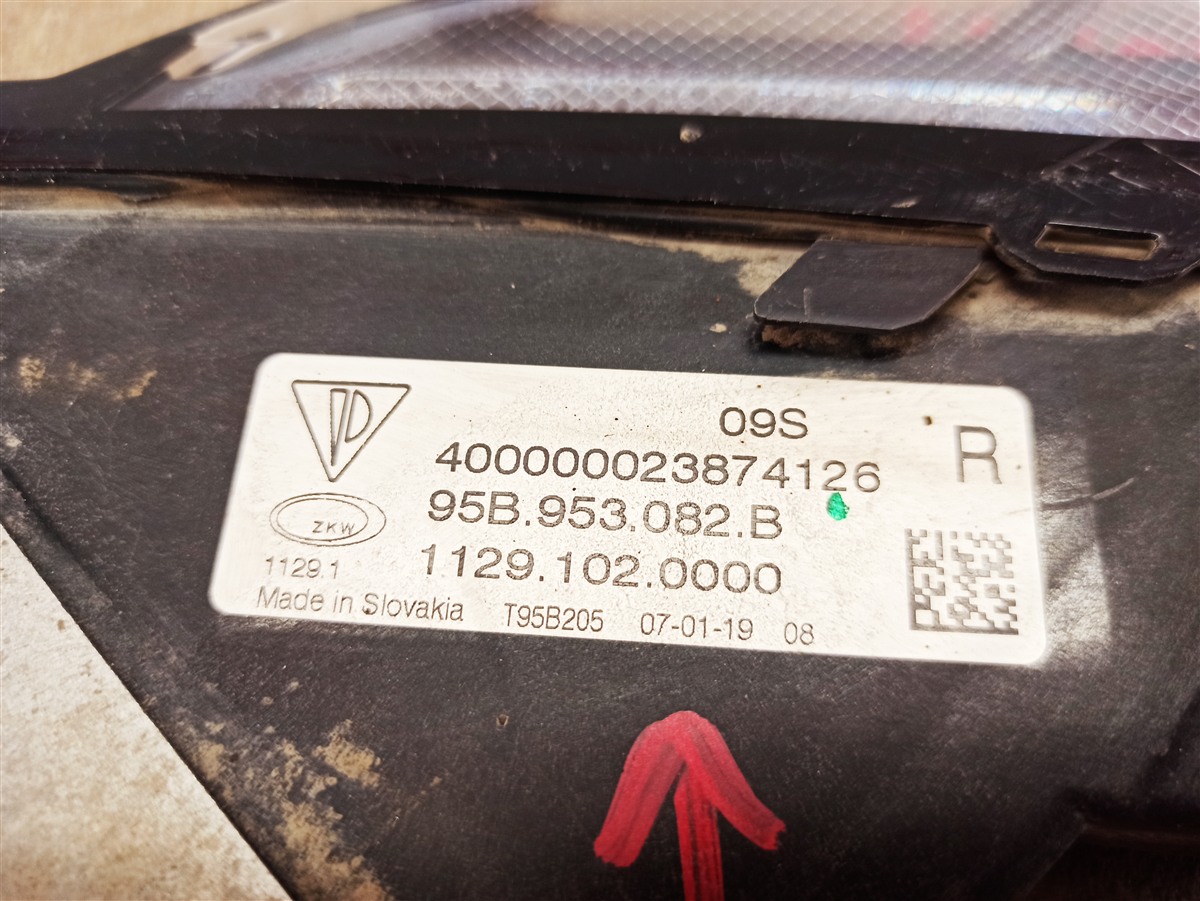 09S
R
400000023874126
95B.953.082.B
ZKW
1129.1
1129.102.0000
Made in Slovakia T95B205 07-01-19 08